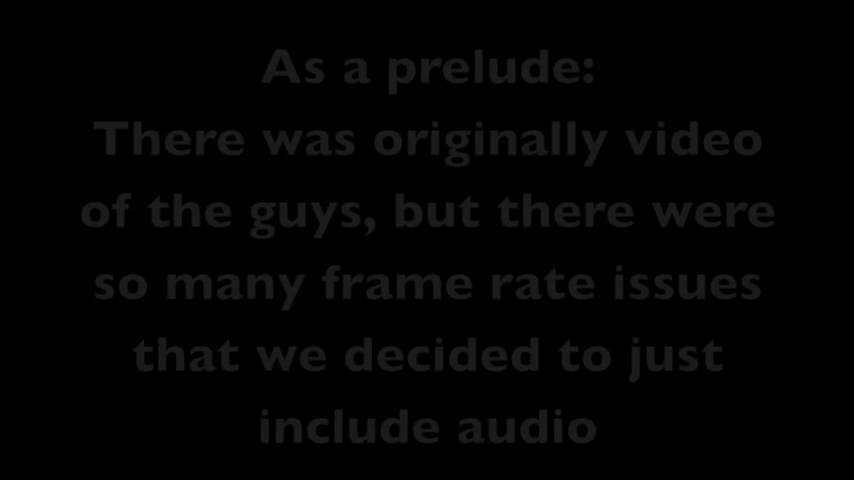 As a prelude:
There was originally video
of the guys, but there were
so many frame rate issues
that we decided to just
include audio